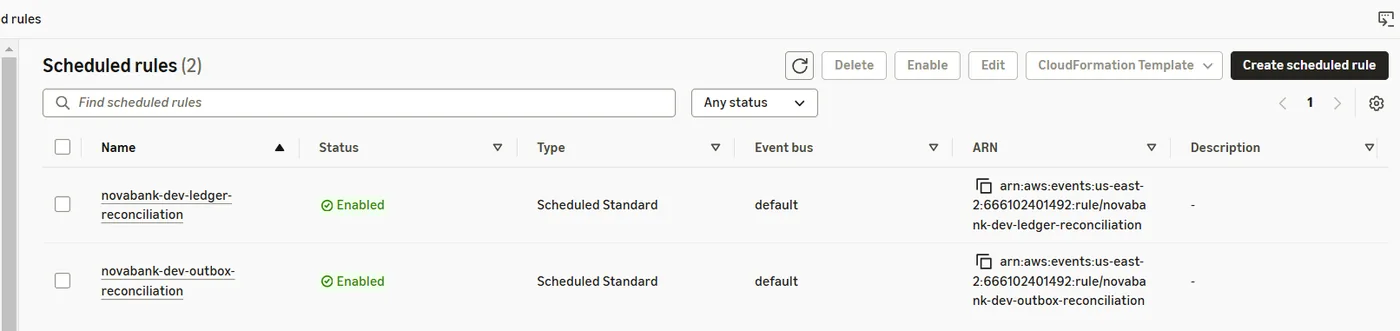 d rules
Scheduled rules (2)
Delete
Enable
Edit
CloudFormation Template
Create scheduled rule
Find scheduled rules
Any status
1
Name
Status
Type
Event bus
ARN
Description
novabank-dev-ledger-
reconciliation
Enabled
Scheduled Standard
default
arn:aws:events:us-east-
2:666102401492:rule/novaba
nk-dev-ledger-reconciliation
-
novabank-dev-outbox-
reconciliation
Enabled
Scheduled Standard
default
arn:aws:events:us-east-
2:666102401492:rule/novaba
nk-dev-outbox-reconciliation
-